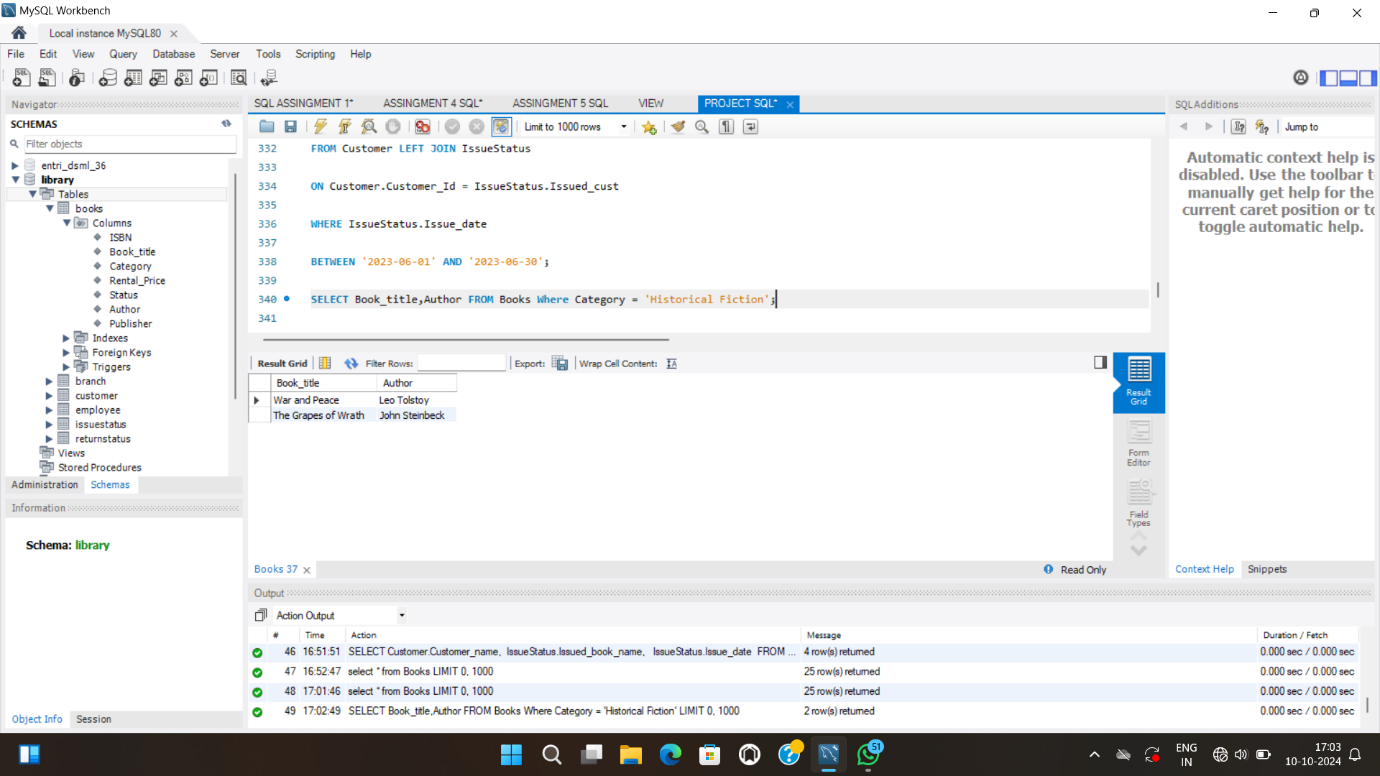 MySQL Workbench
Local instance MySQL80
File Edit View Query Database Server Tools Scripting Help
Navigator
SCHEMAS
Filter objects
entri_dsml_36
library
Tables
books
Columns
ISBN
Book_title
Category
Rental_Price
Status
Author
Publisher
Indexes
Foreign Keys
Triggers
branch
customer
employee
issuestatus
returnstatus
Views
Stored Procedures
Administration Schemas
Information
Schema: library
Object Info Session
SQL ASSINGMENT 1* ASSINGMENT 4 SQL* ASSINGMENT 5 SQL VIEW PROJECT SQL*
Limit to 1000 rows
332 FROM Customer LEFT JOIN IssueStatus
333
334 ON Customer.Customer_Id = IssueStatus.Issued_cust
335
336 WHERE IssueStatus.Issue_date
337
338 BETWEEN '2023-06-01' AND '2023-06-30';
339
340 SELECT Book_title,Author FROM Books Where Category = 'Historical Fiction';
341
Result Grid Filter Rows: Export: Wrap Cell Content:
Book_title Author
War and Peace Leo Tolstoy
The Grapes of Wrath John Steinbeck
Result Grid
Form Editor
Field Types
Books 37 Read Only
SQLAdditions
Jump to
Automatic context help is
disabled. Use the toolbar t
manually get help for the
current caret position or to
toggle automatic help.
Context Help Snippets
Output
Action Output
# Time Action Message Duration / Fetch
46 16:51:51 SELECT Customer.Customer_name, IssueStatus.Issued_book_name, IssueStatus.Issue_date FROM ... 4 row(s) returned 0.000 sec / 0.000 sec
47 16:52:47 select * from Books LIMIT 0, 1000 25 row(s) returned 0.000 sec / 0.000 sec
48 17:01:46 select * from Books LIMIT 0, 1000 25 row(s) returned 0.000 sec / 0.000 sec
49 17:02:49 SELECT Book_title,Author FROM Books Where Category = 'Historical Fiction' LIMIT 0, 1000 2 row(s) returned 0.000 sec / 0.000 sec
51
ENG
IN
17:03
10-10-2024